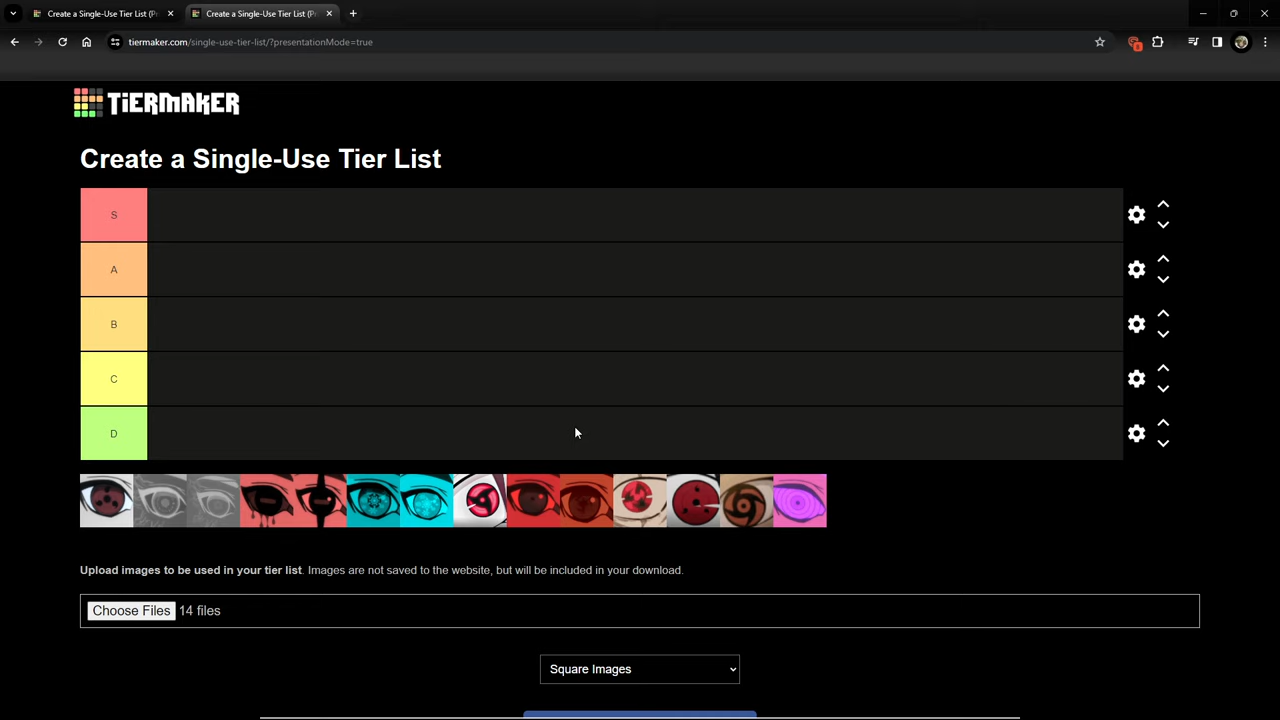 Create a Single-Use Tier List (P
Create a Single-Use Tier List (P
tiermaker.com/single-use-tier-list/?presentationMode=true
TiERMAKER
Create a Single-Use Tier List
S
A
B
C
D
Upload images to be used in your tier list. Images are not saved to the website, but will be included in your download.
Choose Files 14 files
Square Images